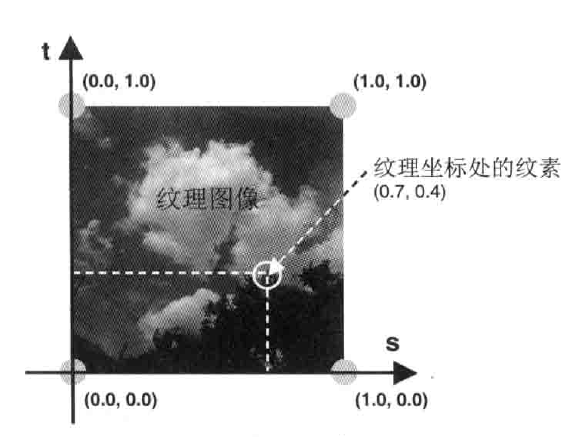 t
(0.0, 1.0)
(1.0, 1.0)
纹理坐标处的纹素
(0.7, 0.4)
纹理图像
s
(0.0, 0.0)
(1.0, 0.0)